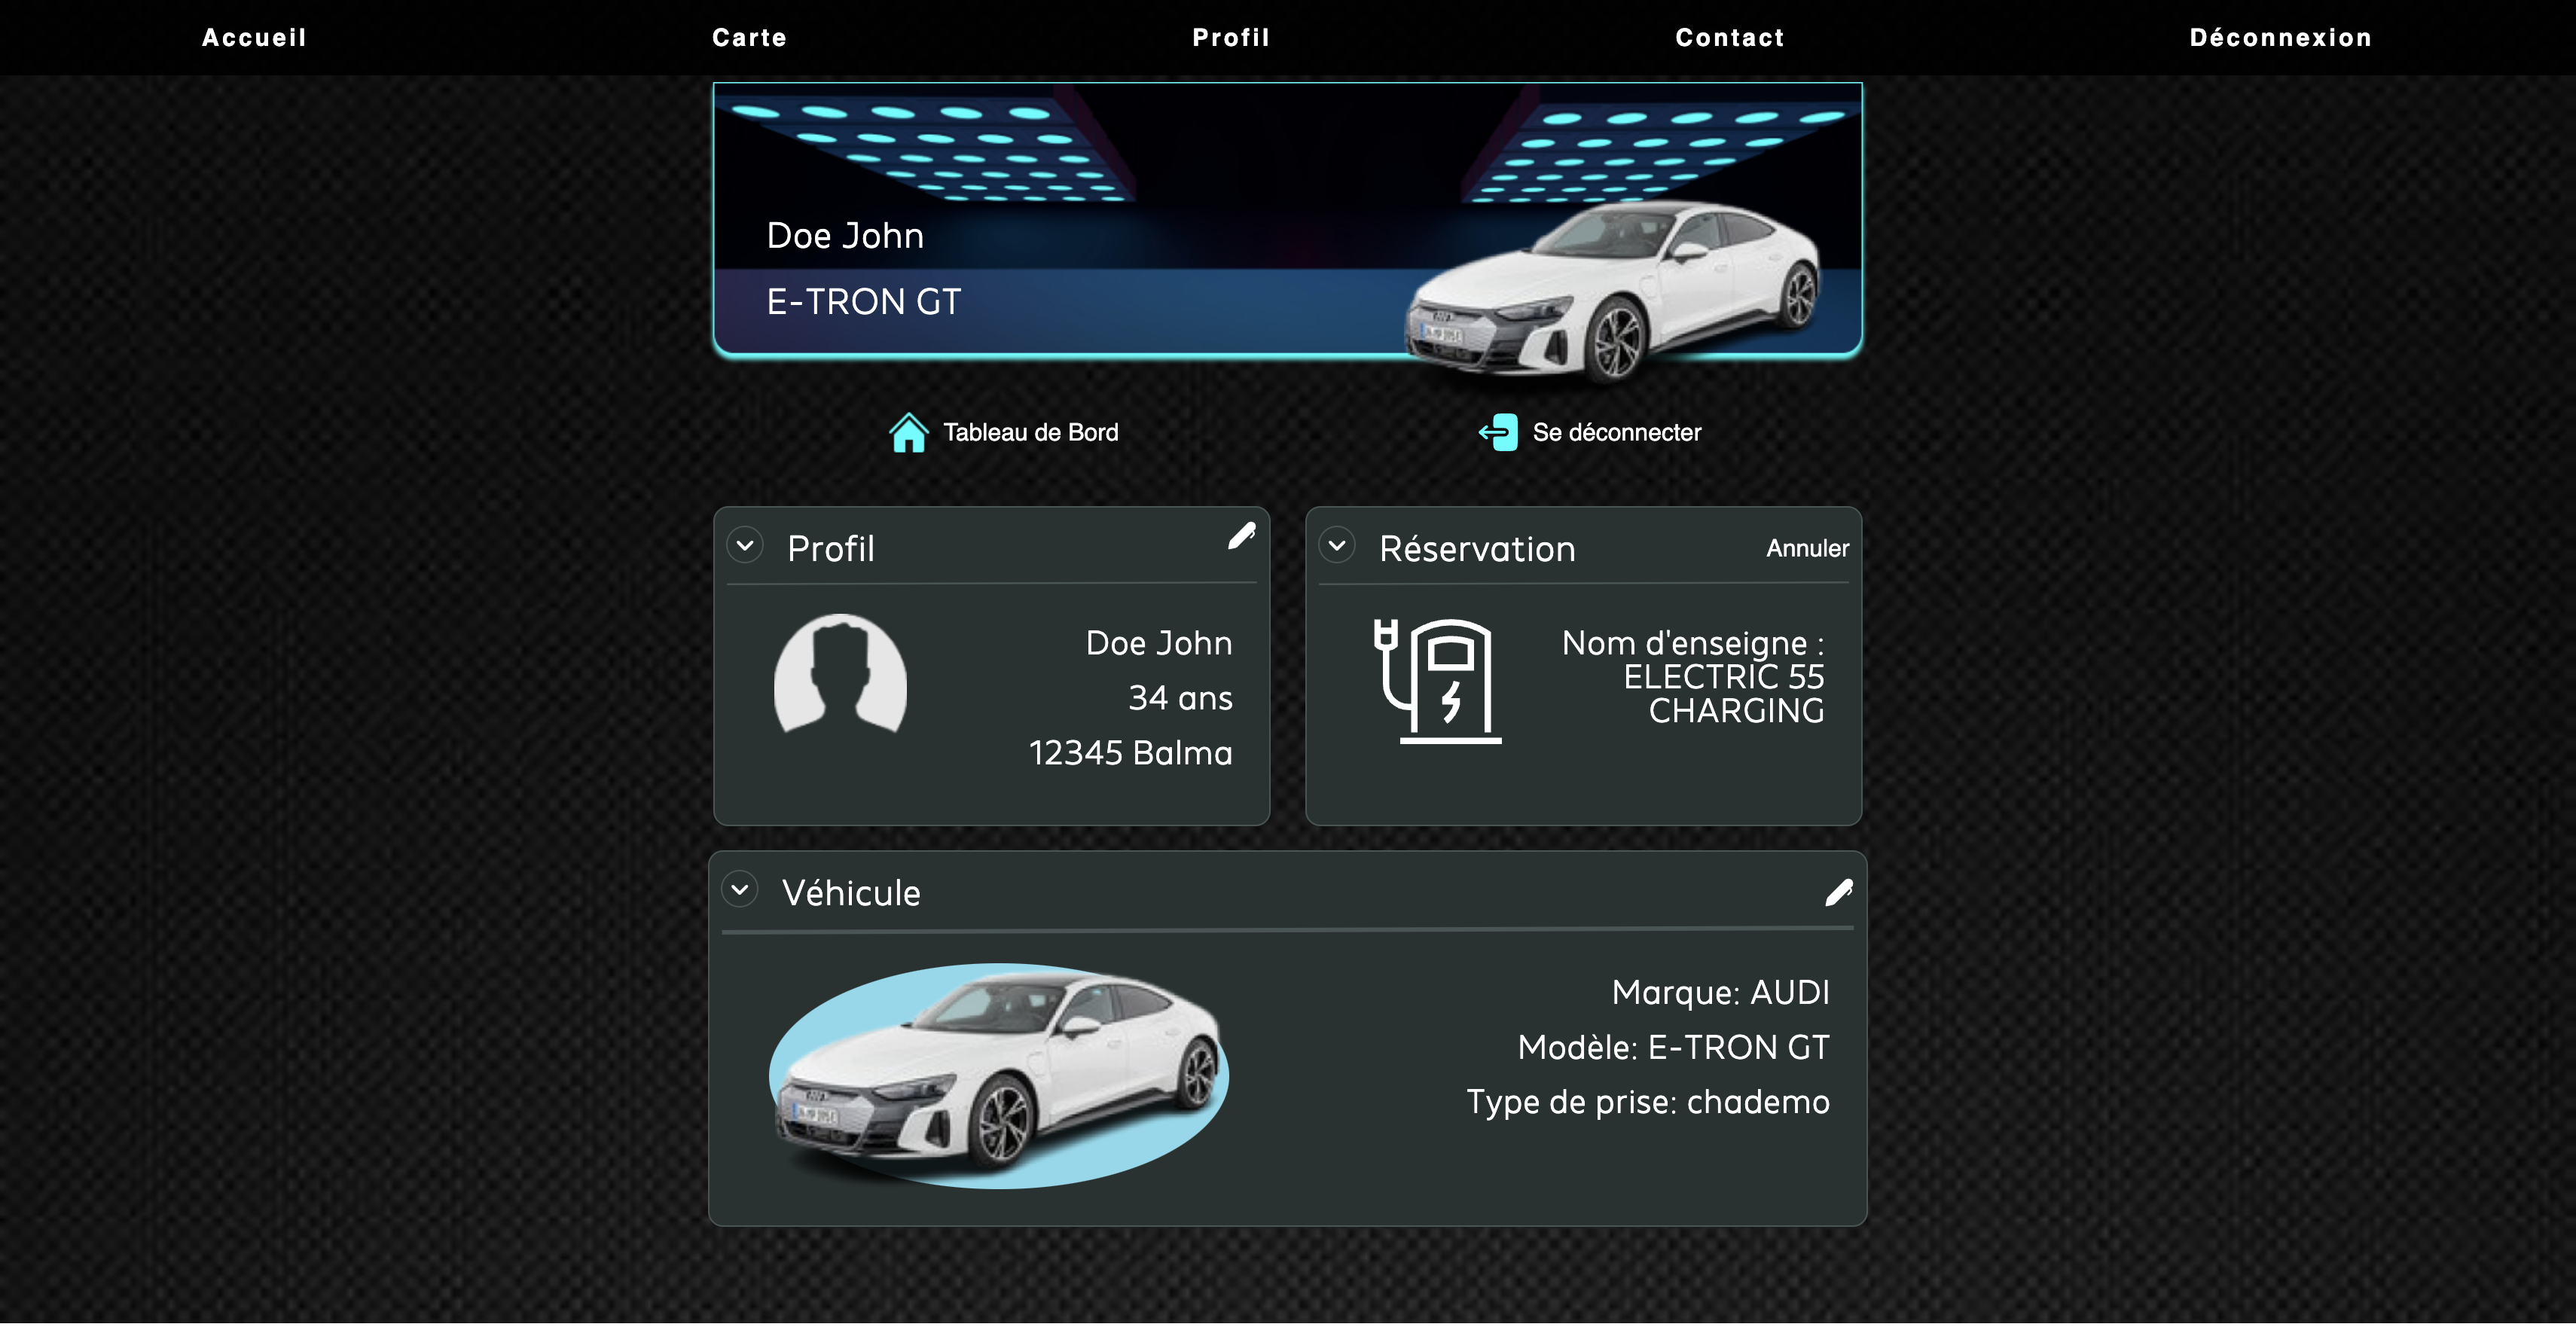 Accueil
Carte
Profil
Contact
Déconnexion
Doe John
E-TRON GT
Tableau de Bord
Se déconnecter
Profil
Doe John
34 ans
12345 Balma
Réservation
Annuler
Nom d'enseigne :
ELECTRIC 55
CHARGING
Véhicule
Marque: AUDI
Modèle: E-TRON GT
Type de prise: chademo